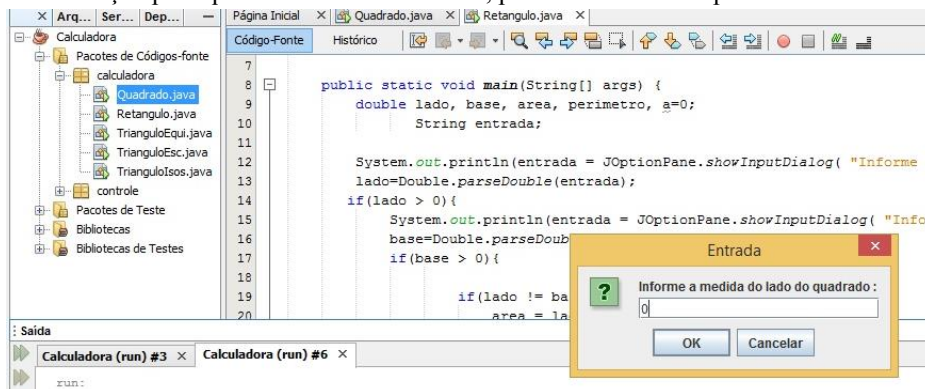 Arq... Ser... Dep... Página Inicial Quadrado.java Retangulo.java
Calculadora
Pacotes de Códigos-fonte
calculadora
Quadrado.java
Retangulo.java
TrianguloEqui.java
TrianguloEsc.java
TrianguloIsos.java
controle
Pacotes de Teste
Bibliotecas
Bibliotecas de Testes
Código-Fonte Histórico
7
8 public static void main(String[] args) {
9 double lado, base, area, perimetro, a=0;
10 String entrada;
11
12 System.out.println(entrada = JOptionPane.showInputDialog( "Informe
13 lado=Double.parseDouble(entrada);
14 if(lado > 0){
15 System.out.println(entrada = JOptionPane.showInputDialog( "Info
16 base=Double.parseDoub
17 if(base > 0){
18
19 if(lado != ba
20 area = la
Entrada
Informe a medida do lado do quadrado :
0
OK Cancelar
Saída
Calculadora (run) #3 Calculadora (run) #6
run: